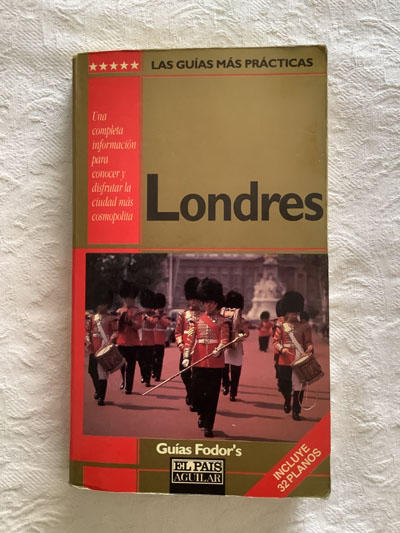 ★★★★★ LAS GUÍAS MÁS PRÁCTICAS
Una
completa
información
para
conocer y
disfrutar la
ciudad más
cosmopolita
Londres
Guías Fodor's
EL PAIS
AGUILAR
INCLUYE
32 PLANOS